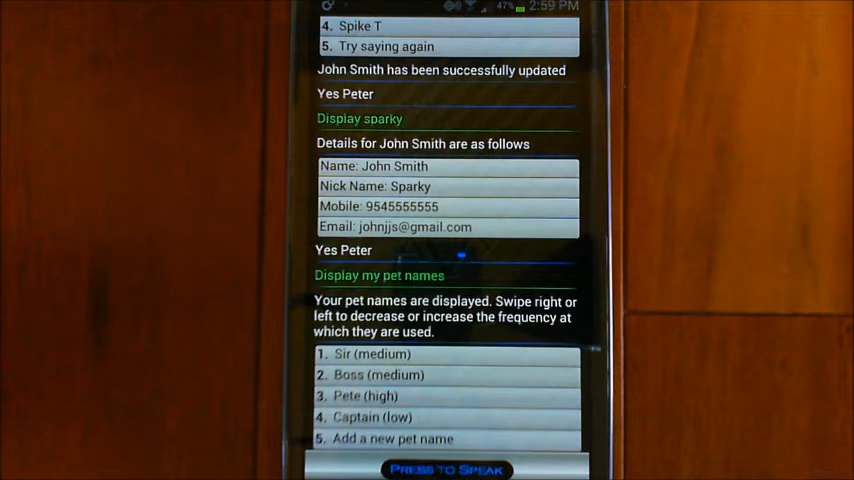 47% 2:59 PM
4. Spike T
5. Try saying again
John Smith has been successfully updated
Yes Peter
Display sparky
Details for John Smith are as follows
Name: John Smith
Nick Name: Sparky
Mobile: 9545555555
Email: johnjjs@gmail.com
Yes Peter
Display my pet names
Your pet names are displayed. Swipe right or
left to decrease or increase the frequency at
which they are used.
1. Sir (medium)
2. Boss (medium)
3. Pete (high)
4. Captain (low)
5. Add a new pet name
PRESS TO SPEAK